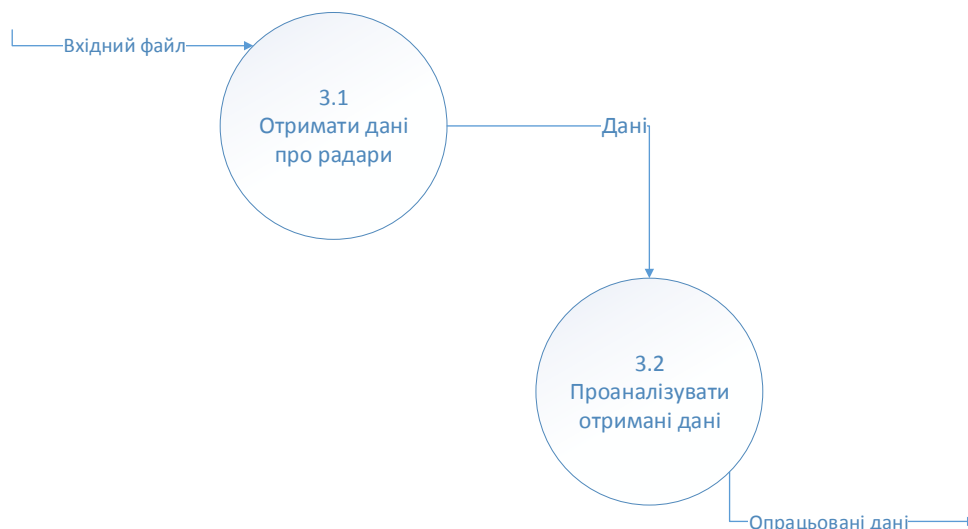 Вхідний файл
3.1
Отримати дані
про радари
Дані
3.2
Проаналізувати
отримані дані
Опрацьовані дані